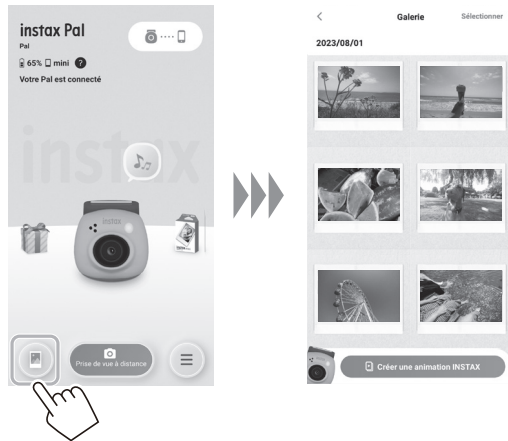 instax Pal
Pal
65% mini ?
Votre Pal est connecté
instax
instax
Prise de vue à distance
Galerie
Sélectionner
2023/08/01
Créer une animation INSTAX